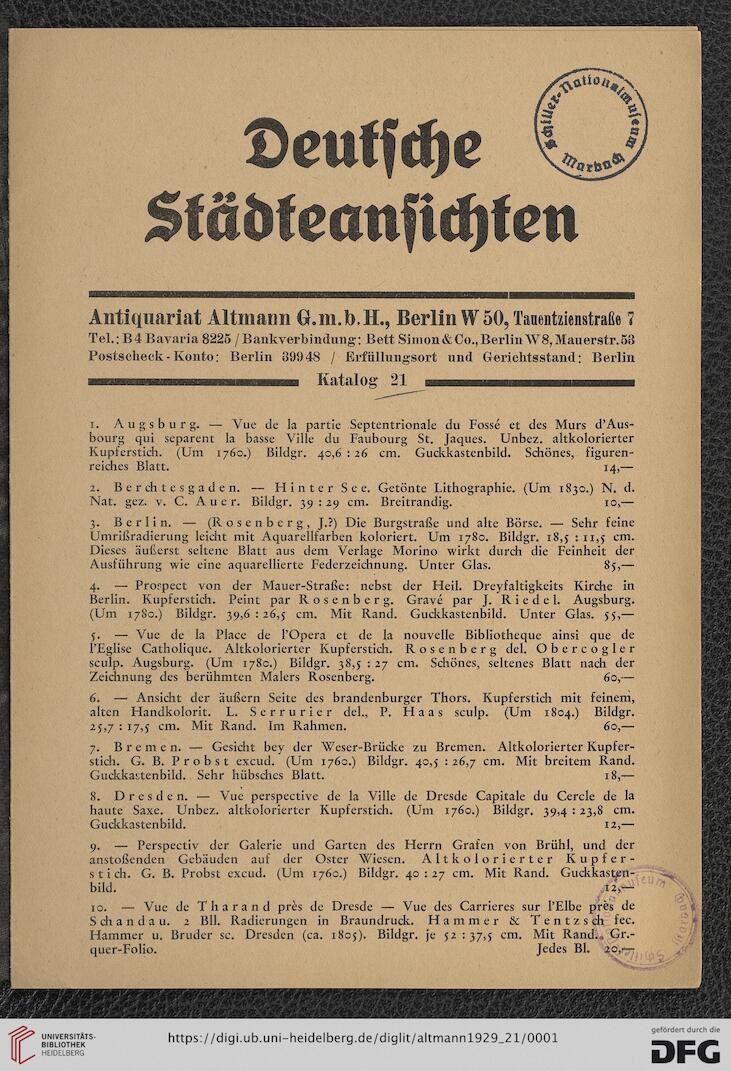 Deutsche
Städteansichten
Schiller-Nationalmuseum
Marbach
Antiquariat Altmann G.m.b.H., Berlin W 50, Tauentzienstraße 7
Tel.: B 4 Bavaria 8225 / Bankverbindung: Bett Simon & Co., Berlin W 8, Mauerstr. 53
Postscheck-Konto: Berlin 39948 / Erfüllungsort und Gerichtsstand: Berlin
Katalog 21
1. Augsburg. — Vue de la partie Septentrionale du Fossé et des Murs d'Aus-
bourg qui separent la basse Ville du Faubourg St. Jaques. Unbez. altkolorierter
Kupferstich. (Um 1760.) Bildgr. 40,6 : 26 cm. Guckkastenbild. Schönes, figuren-
reiches Blatt. 14,—
2. Berchtesgaden. — Hinter See. Getönte Lithographie. (Um 1830.) N. d.
Nat. gez. v. C. Auer. Bildgr. 39 : 29 cm. Breitrandig. 10,—
3. Berlin. — (Rosenberg, J.?) Die Burgstraße und alte Börse. — Sehr feine
Umrißradierung leicht mit Aquarellfarben koloriert. Um 1780. Bildgr. 18,5 : 11,5 cm.
Dieses äußerst seltene Blatt aus dem Verlage Morino wirkt durch die Feinheit der
Ausführung wie eine aquarellierte Federzeichnung. Unter Glas. 85,—
4. — Prospect von der Mauer-Straße: nebst der Heil. Dreyfaltigkeits Kirche in
Berlin. Kupferstich. Peint par Rosenberg. Gravé par J. Riedel. Augsburg.
(Um 1780.) Bildgr. 39,6 : 26,5 cm. Mit Rand. Guckkastenbild. Unter Glas. 55,—
5. — Vue de la Place de l'Opera et de la nouvelle Bibliotheque ainsi que de
l'Eglise Catholique. Altkolorierter Kupferstich. Rosenberg del. Obercogler
sculp. Augsburg. (Um 1780.) Bildgr. 38,5 : 27 cm. Schönes, seltenes Blatt nach der
Zeichnung des berühmten Malers Rosenberg. 60,—
6. — Ansicht der äußern Seite des brandenburger Thors. Kupferstich mit feinem,
alten Handkolorit. L. Serrurier del., P. Haas sculp. (Um 1804.) Bildgr.
25,7 : 17,5 cm. Mit Rand. Im Rahmen. 60,—
7. Bremen. — Gesicht bey der Weser-Brücke zu Bremen. Altkolorierter Kupfer-
stich. G. B. Probst excud. (Um 1760.) Bildgr. 40,5 : 26,7 cm. Mit breitem Rand.
Guckkastenbild. Sehr hübsches Blatt. 18,—
8. Dresden. — Vue perspective de la Ville de Dresde Capitale du Cercle de la
haute Saxe. Unbez. altkolorierter Kupferstich. (Um 1760.) Bildgr. 39,4 : 23,8 cm.
Guckkastenbild. 12,—
9. — Perspectiv der Galerie und Garten des Herrn Grafen von Brühl, und der
anstoßenden Gebäuden auf der Oster Wiesen. Altkolorierter Kupfer-
stich. G. B. Probst excud. (Um 1760.) Bildgr. 40 : 27 cm. Mit Rand. Guckkasten-
bild. 12,—
10. — Vue de Tharand près de Dresde — Vue des Carrieres sur l'Elbe près de
Schandau. 2 Bll. Radierungen in Braundruck. Hammer & Tentzsch fec.
Hammer u. Bruder sc. Dresden (ca. 1805). Bildgr. je 52 : 37,5 cm. Mit Rand. Gr.-
quer-Folio. Jedes Bl. 20,—
UNIVERSITÄTS-
BIBLIOTHEK
HEIDELBERG
https://digi.ub.uni-heidelberg.de/diglit/altmann1929_21/0001
gefördert durch die
DFG